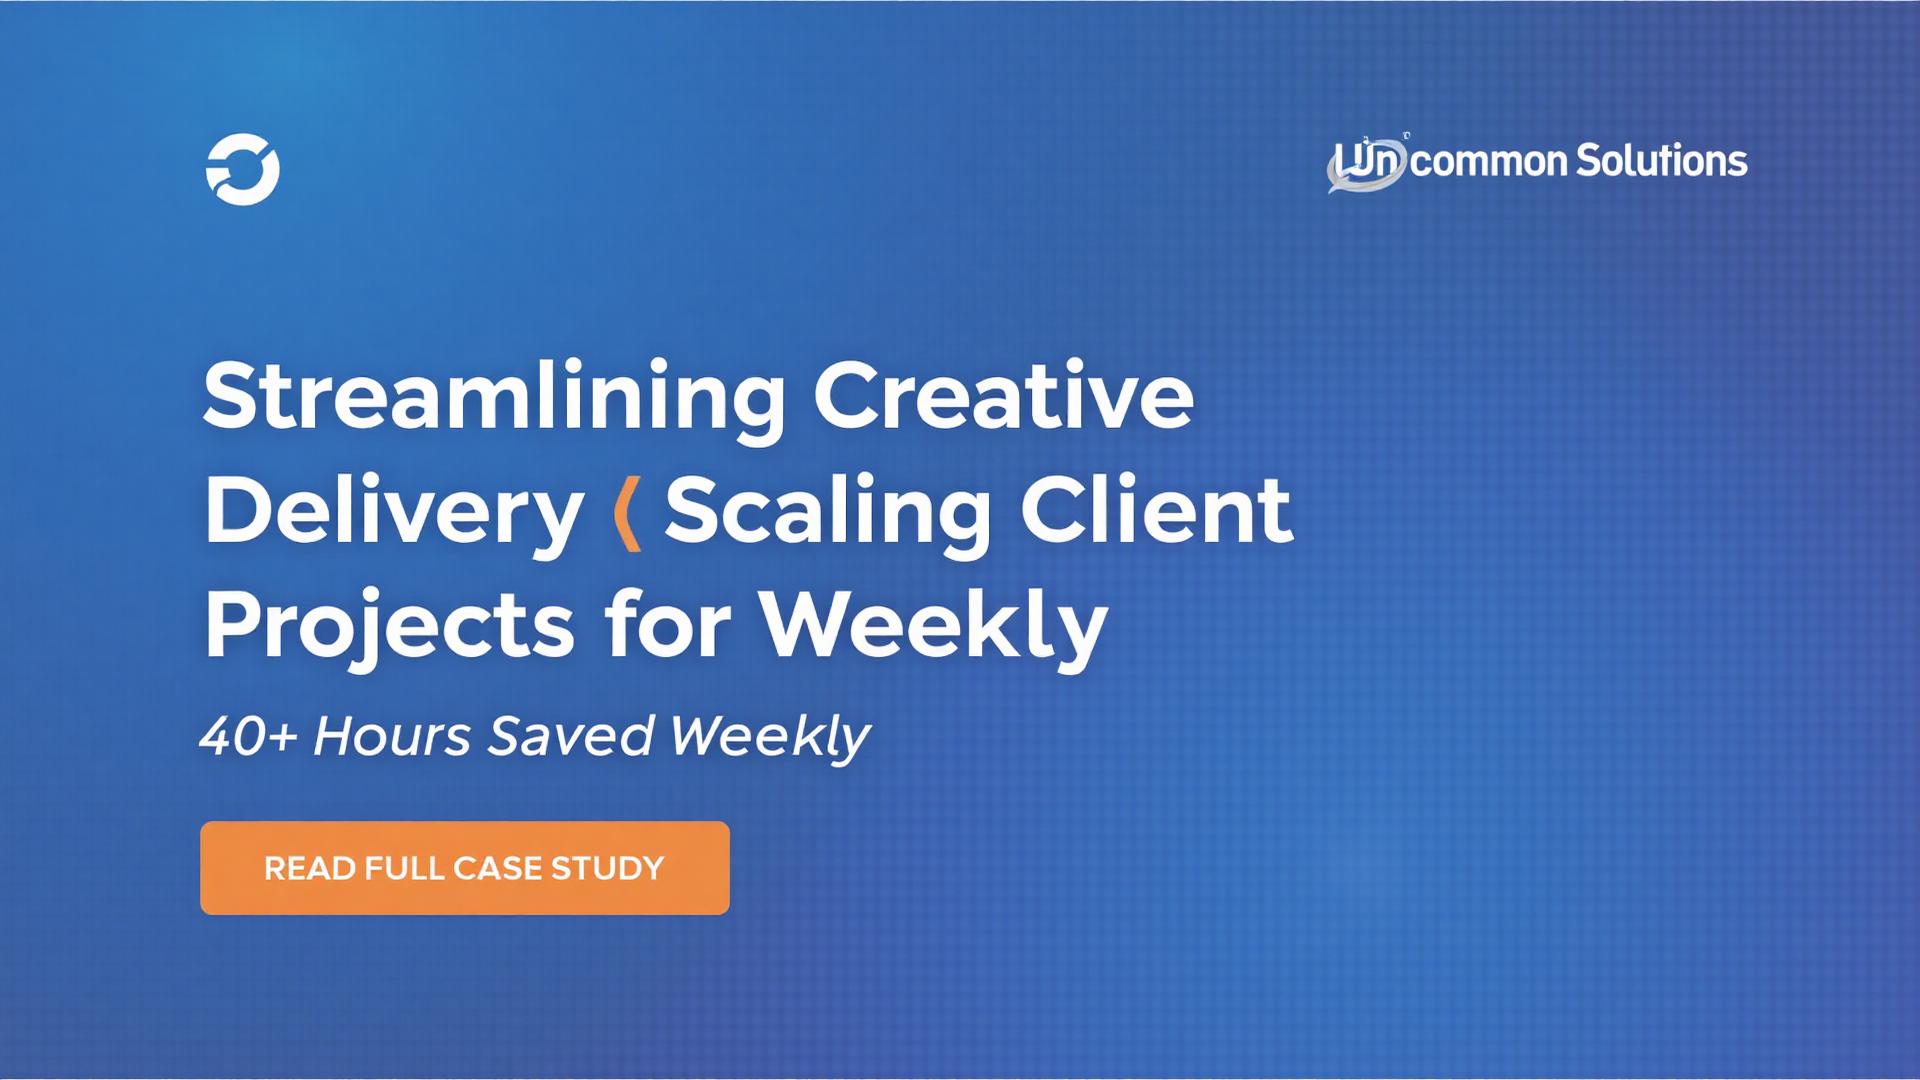 Uncommon Solutions
Streamlining Creative
Delivery ( Scaling Client
Projects for Weekly
40+ Hours Saved Weekly
READ FULL CASE STUDY